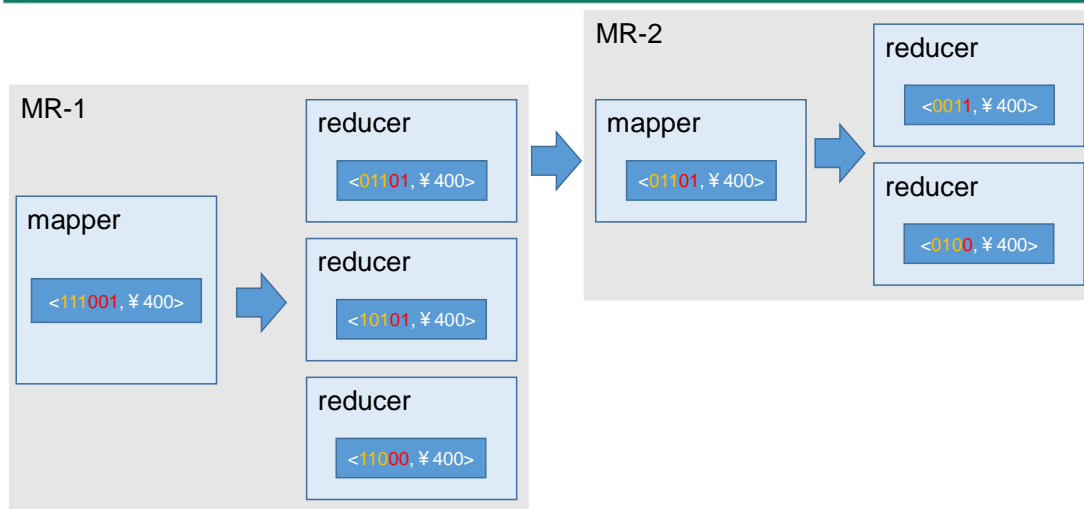 MR-1
mapper
<111001, ¥ 400>
reducer
<01101, ¥ 400>
reducer
<10101, ¥ 400>
reducer
<11000, ¥ 400>
MR-2
mapper
<01101, ¥ 400>
reducer
<0011, ¥ 400>
reducer
<0100, ¥ 400>